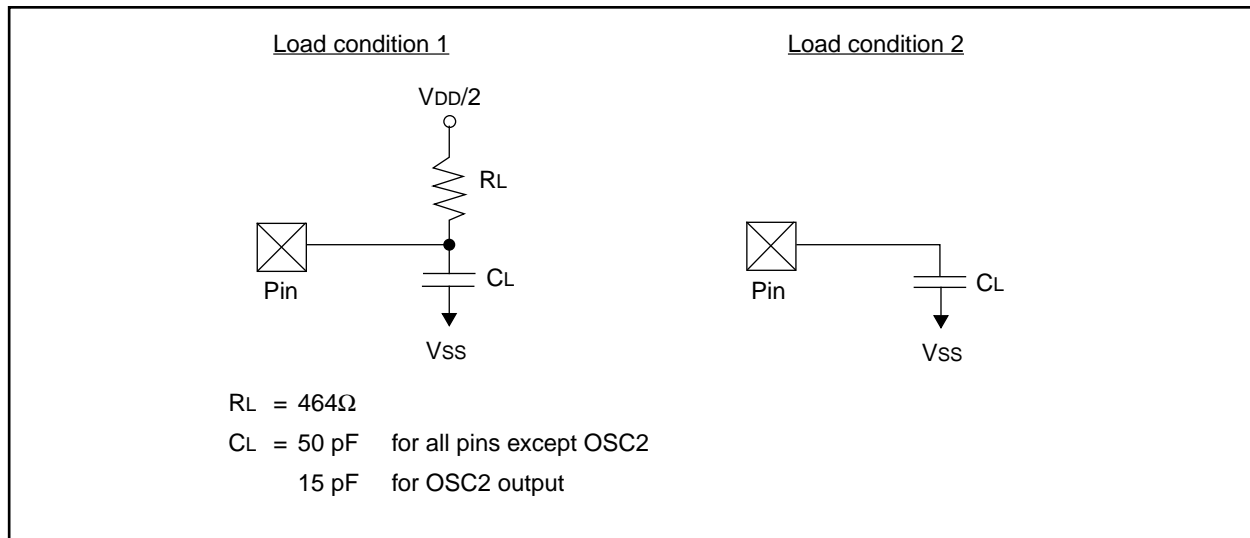 Load condition 1
VDD/2
RL
Pin
CL
VSS
Load condition 2
Pin
CL
VSS
RL = 464Ω
CL = 50 pF for all pins except OSC2
15 pF for OSC2 output